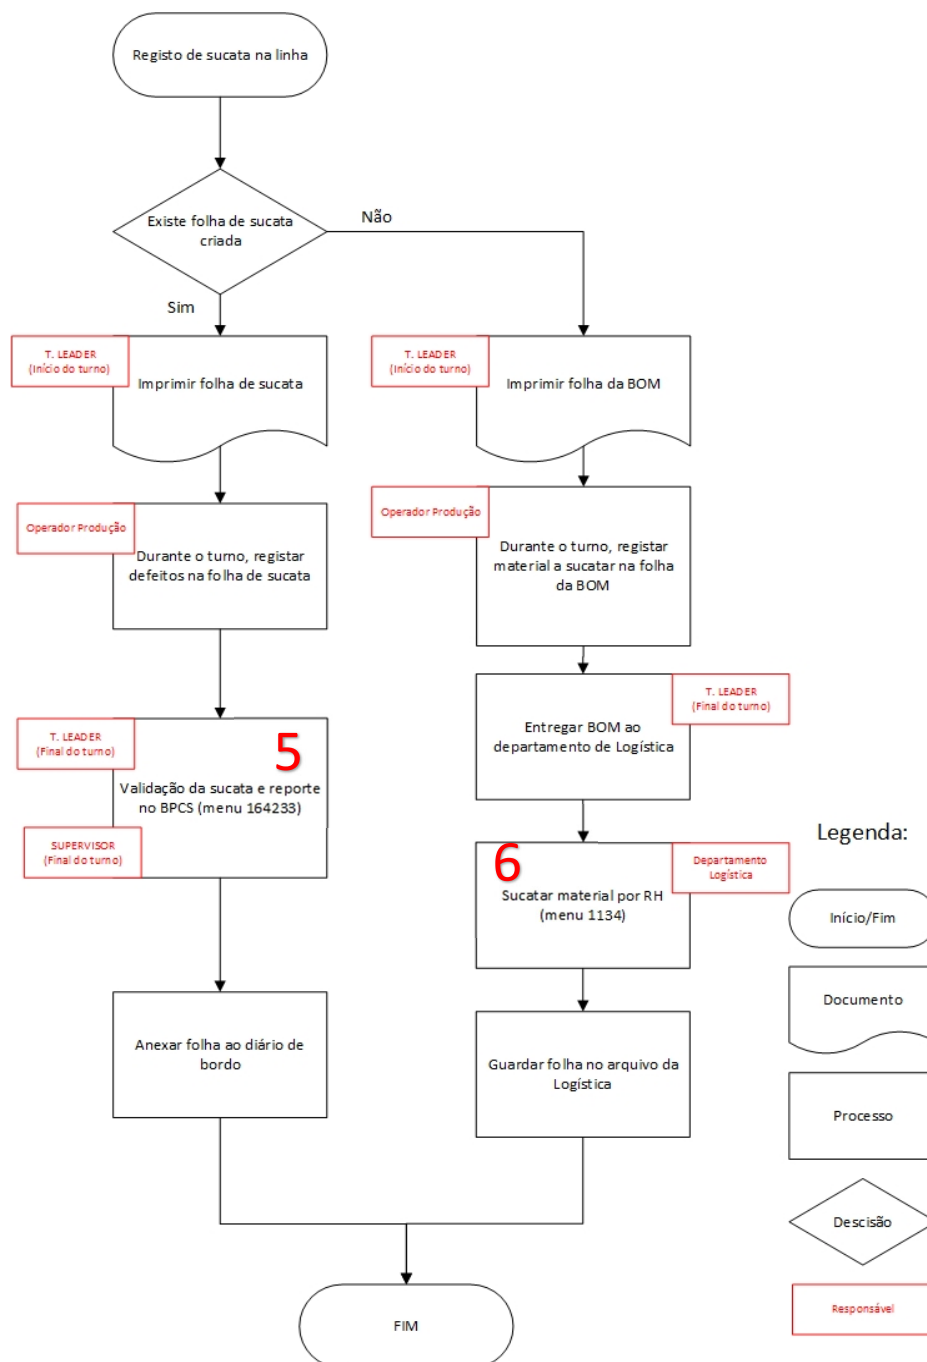 Registo de sucata na linha
Existe folha de sucata
criada
Não
Sim
T. LEADER
(Início do turno)
Imprimir folha de sucata
T. LEADER
(Início do turno)
Imprimir folha da BOM
Operador Produção
Durante o turno, registar
defeitos na folha de sucata
Operador Produção
Durante o turno, registar
material a sucatar na folha
da BOM
T. LEADER
(Final do turno)
Entregar BOM ao
departamento de Logística
T. LEADER
(Final do turno)
5
Validação da sucata e reporte
no BPCS (menu 164233)
SUPERVISOR
(Final do turno)
6
Departamento
Logística
Sucatar material por RH
(menu 1134)
Anexar folha ao diário de
bordo
Guardar folha no arquivo da
Logística
FIM
Legenda:
Início/Fim
Documento
Processo
Descisão
Responsável